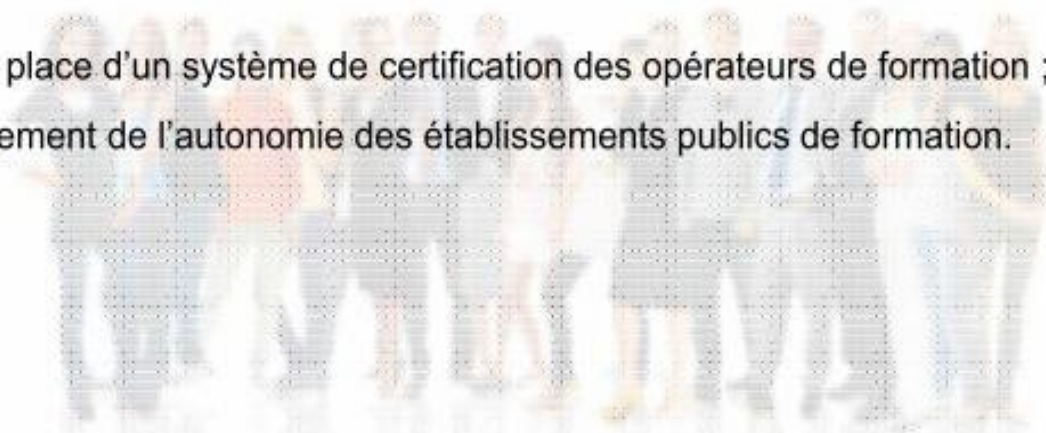 place d'un système de certification des opérateurs de formation ;
ement de l'autonomie des établissements publics de formation.